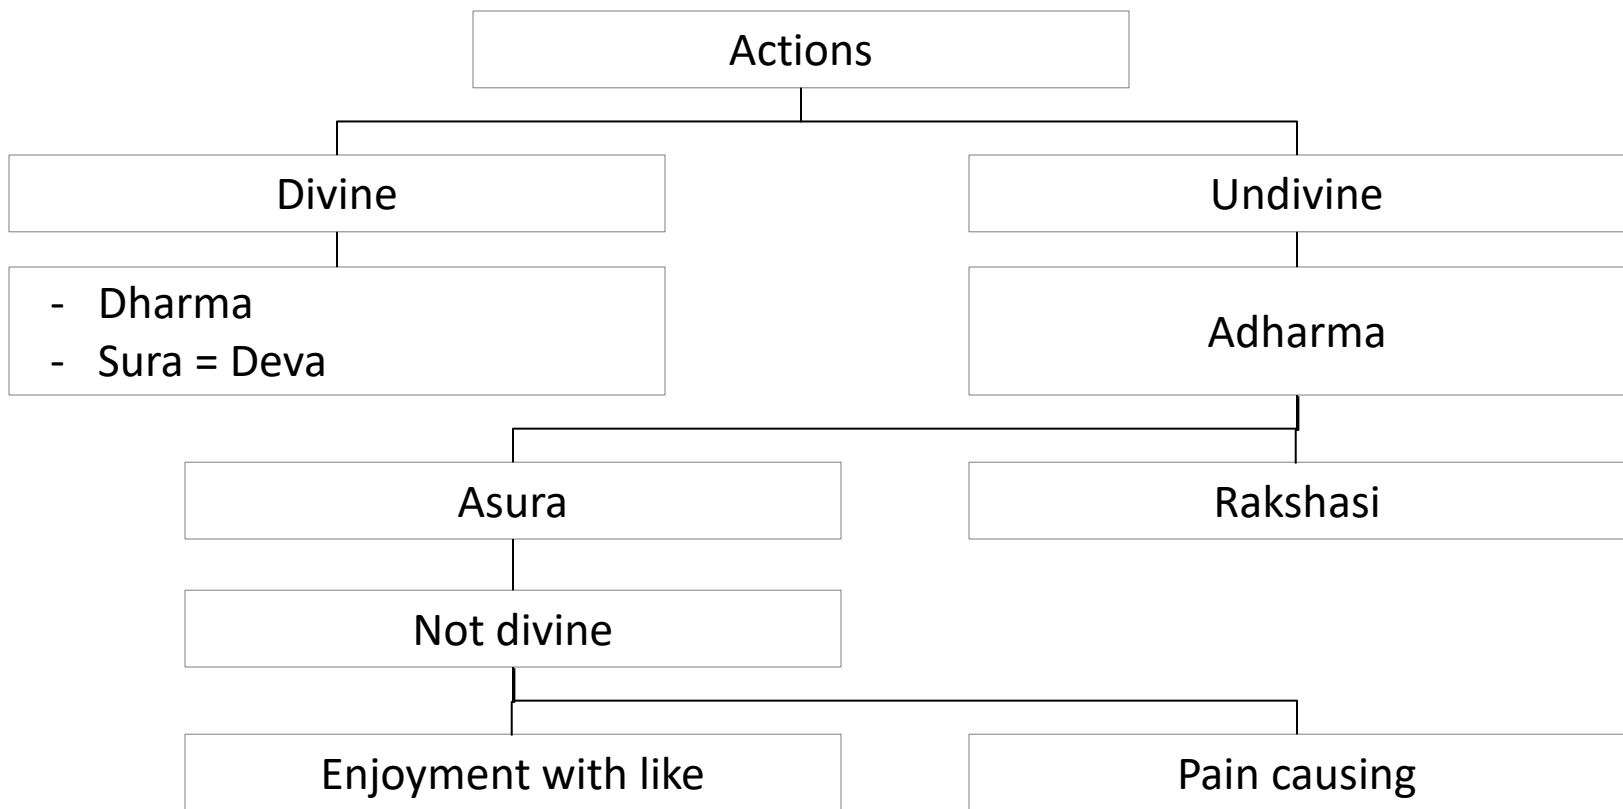 Actions
Divine
Undivine
- Dharma
- Sura = Deva
Adharma
Asura
Rakshasi
Not divine
Enjoyment with like
Pain causing